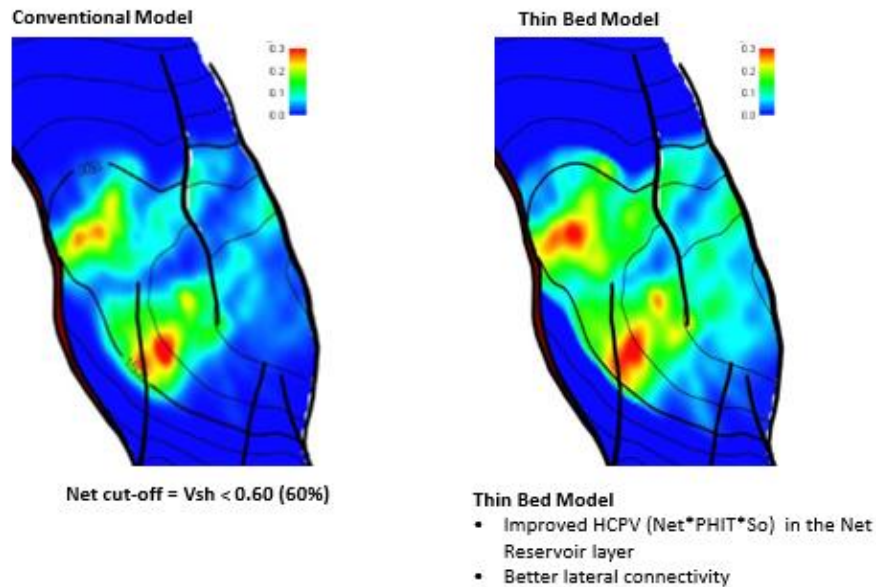 Conventional Model
Thin Bed Model
0.3
0.2
0.1
0.0
0.3
0.2
0.1
0.0
Net cut-off = Vsh < 0.60 (60%)
Thin Bed Model
• Improved HCPV (Net*PHIT*So) in the Net
Reservoir layer
• Better lateral connectivity